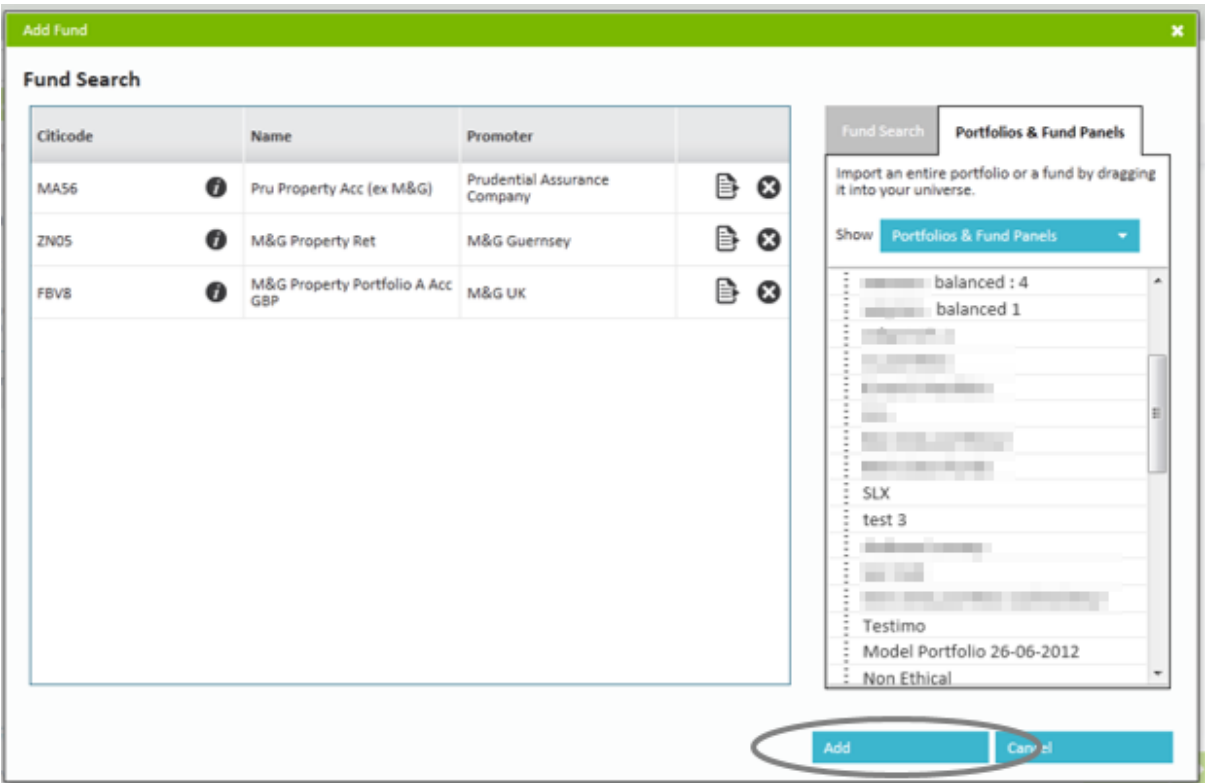 Add Fund
Fund Search
Citicode Name Promoter
MA56 Pru Property Acc (ex M&G) Prudential Assurance
Company
ZN05 M&G Property Ret M&G Guernsey
FBV8 M&G Property Portfolio A Acc
GBP M&G UK
Fund Search Portfolios & Fund Panels
Import an entire portfolio or a fund by dragging
it into your universe.
Show Portfolios & Fund Panels
balanced : 4
balanced 1
SLX
test 3
Testimo
Model Portfolio 26-06-2012
Non Ethical
Add Cancel